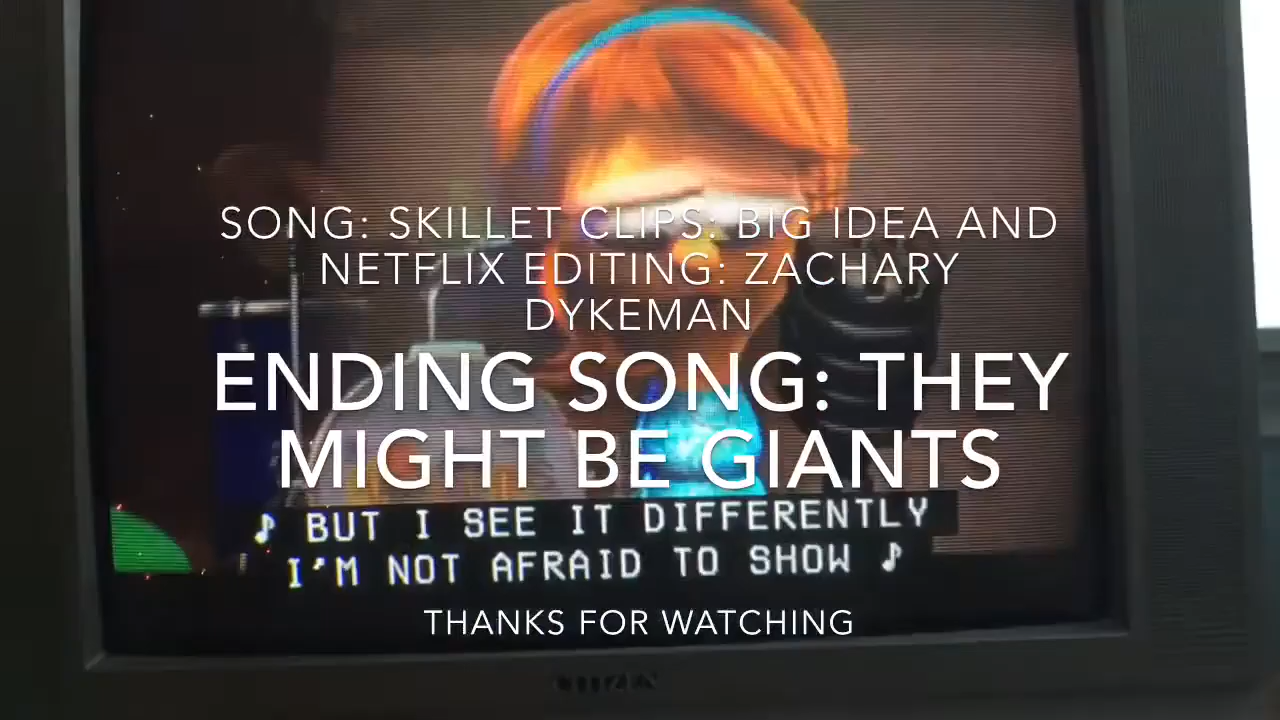 SONG: SKILLET CLIPS: BIG IDEA AND
NETFLIX EDITING: ZACHARY
DYKEMAN
ENDING SONG: THEY
MIGHT BE GIANTS
♪ BUT I SEE IT DIFFERENTLY
I'M NOT AFRAID TO SHOW ♪
THANKS FOR WATCHING